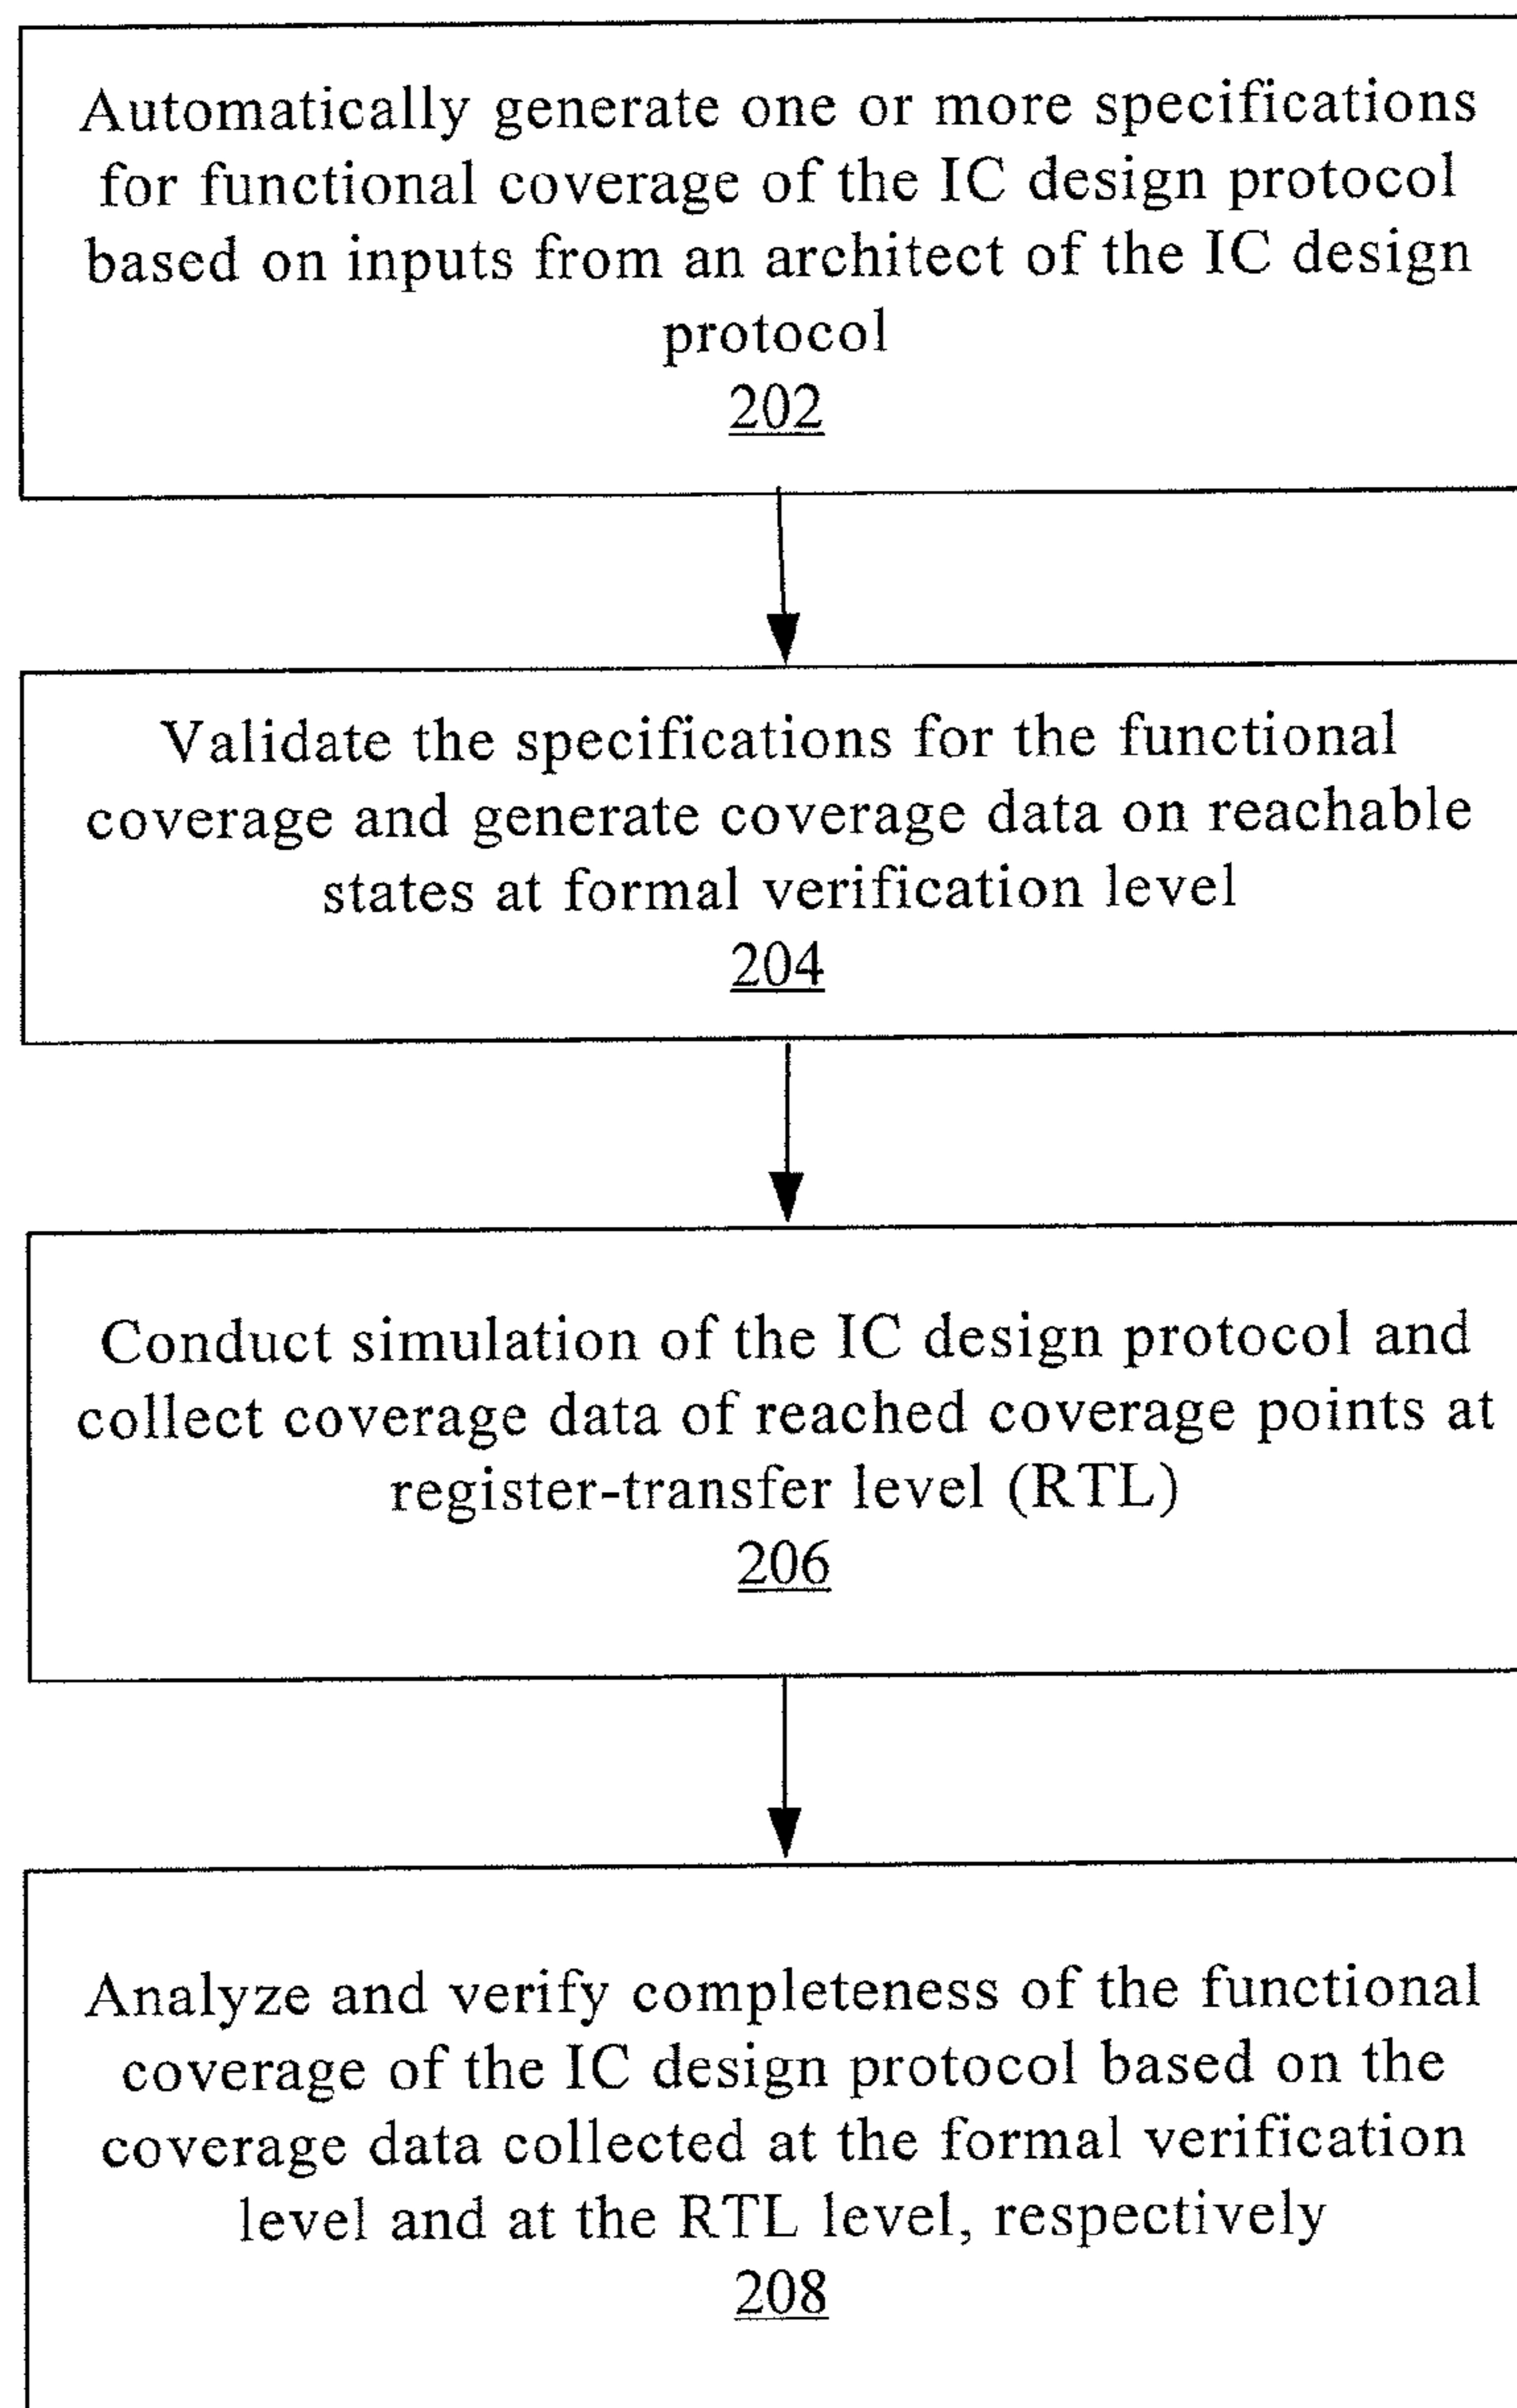 Automatically generate one or more specifications
for functional coverage of the IC design protocol
based on inputs from an architect of the IC design
protocol
202
Validate the specifications for the functional
coverage and generate coverage data on reachable
states at formal verification level
204
Conduct simulation of the IC design protocol and
collect coverage data of reached coverage points at
register-transfer level (RTL)
206
Analyze and verify completeness of the functional
coverage of the IC design protocol based on the
coverage data collected at the formal verification
level and at the RTL level, respectively
208